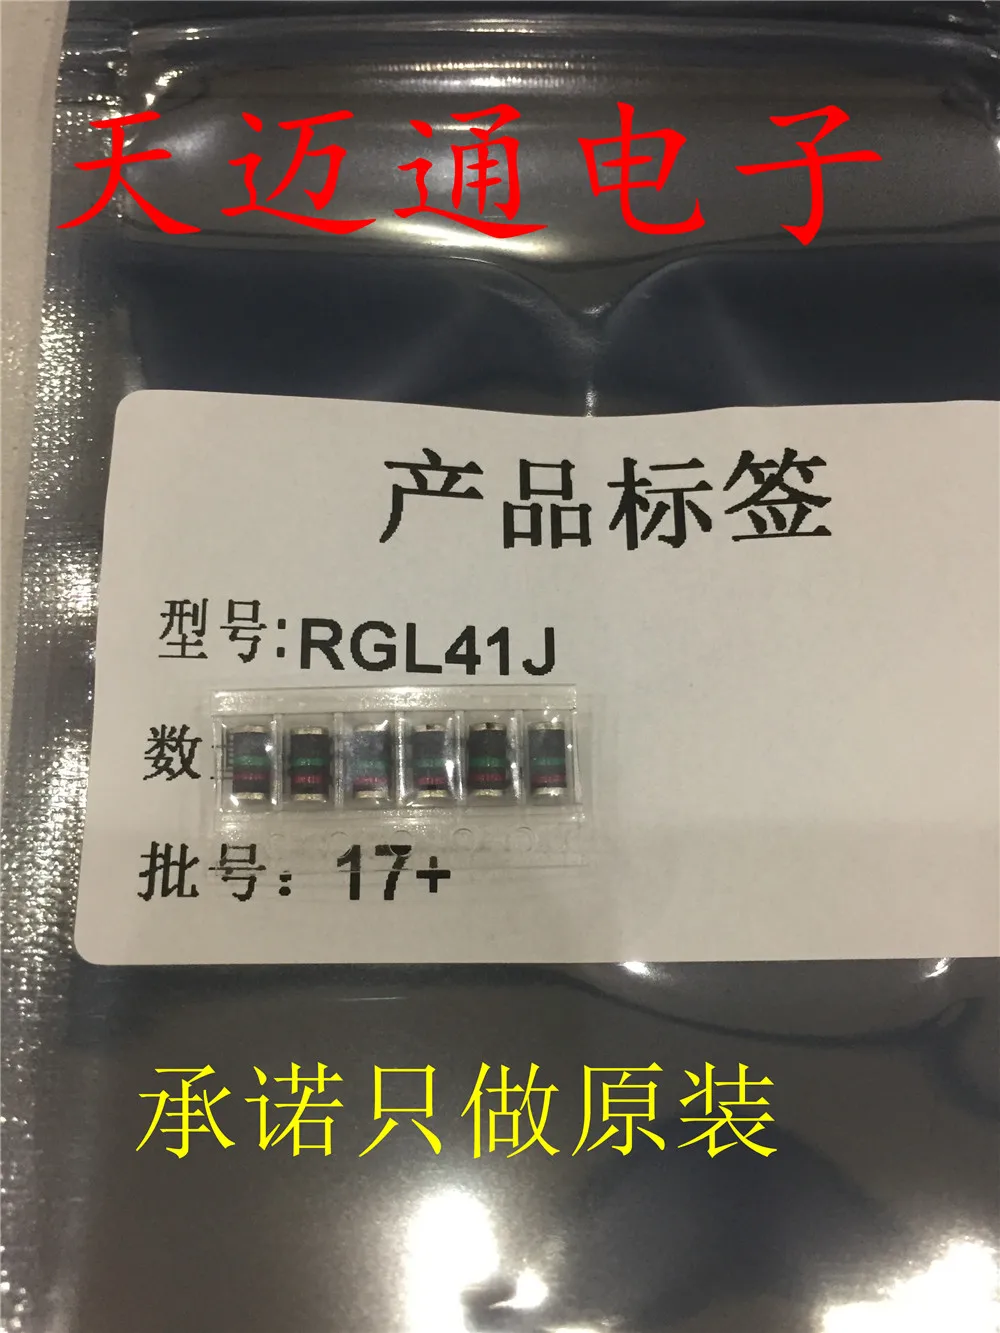 天迈通电子
产品标签
型号:RGL41J
数
批号：17+
承诺只做原装